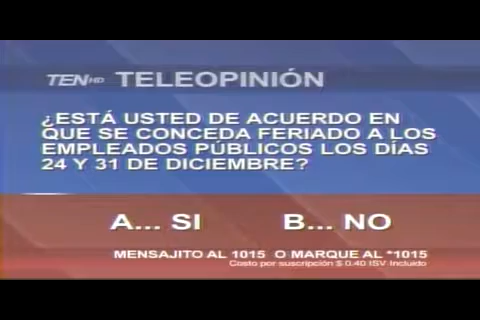 TEN HD TELEOPINIÓN
¿ESTÁ USTED DE ACUERDO EN
QUE SE CONCEDA FERIADO A LOS
EMPLEADOS PÚBLICOS LOS DÍAS
24 Y 31 DE DICIEMBRE?
A... SI B... NO
MENSAJITO AL 1015 O MARQUE AL *1015
Costo por suscripción $ 0.40 ISV Incluido